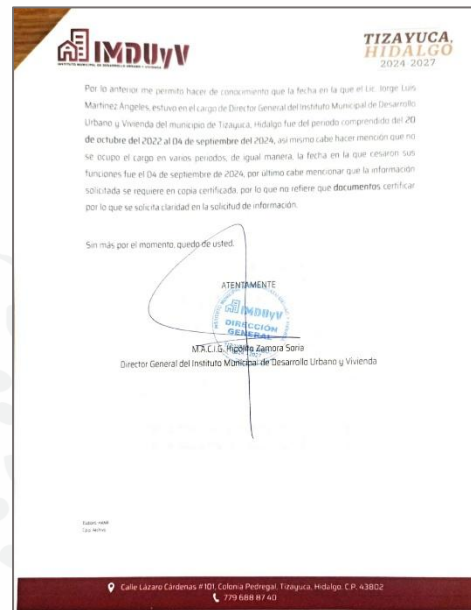 IMDUyV
INSTITUTO MUNICIPAL DE DESARROLLO URBANO Y VIVIENDA
TIZAYUCA,
HIDALGO
2024-2027
Por lo anterior me permito hacer de conocimiento que la fecha en la que el Lic. Jorge Luis
Martínez Ángeles, estuvo en el cargo de Director General del Instituto Municipal de Desarrollo
Urbano y Vivienda del municipio de Tizayuca, Hidalgo fue del periodo comprendido del 20
de octubre del 2022 al 04 de septiembre del 2024, así mismo cabe hacer mención que no
se ocupo el cargo en varios periodos, de igual manera, la fecha en la que cesaron sus
funciones fue el 04 de septiembre de 2024, por último cabe mencionar que la información
solicitada se requiere en copia certificada, por lo que no refiere que documentos certificar
por lo que se solicita claridad en la solicitud de información.
Sin más por el momento, quedo de usted.
ATENTAMENTE
IMDUyV
DIRECCIÓN
GENERAL
M.A.C.I.G. Hipólito Zamora Soria
Director General del Instituto Municipal de Desarrollo Urbano y Vivienda
Calle Lázaro Cárdenas #101, Colonia Pedregal, Tizayuca, Hidalgo, C.P. 43802
779 688 87 40